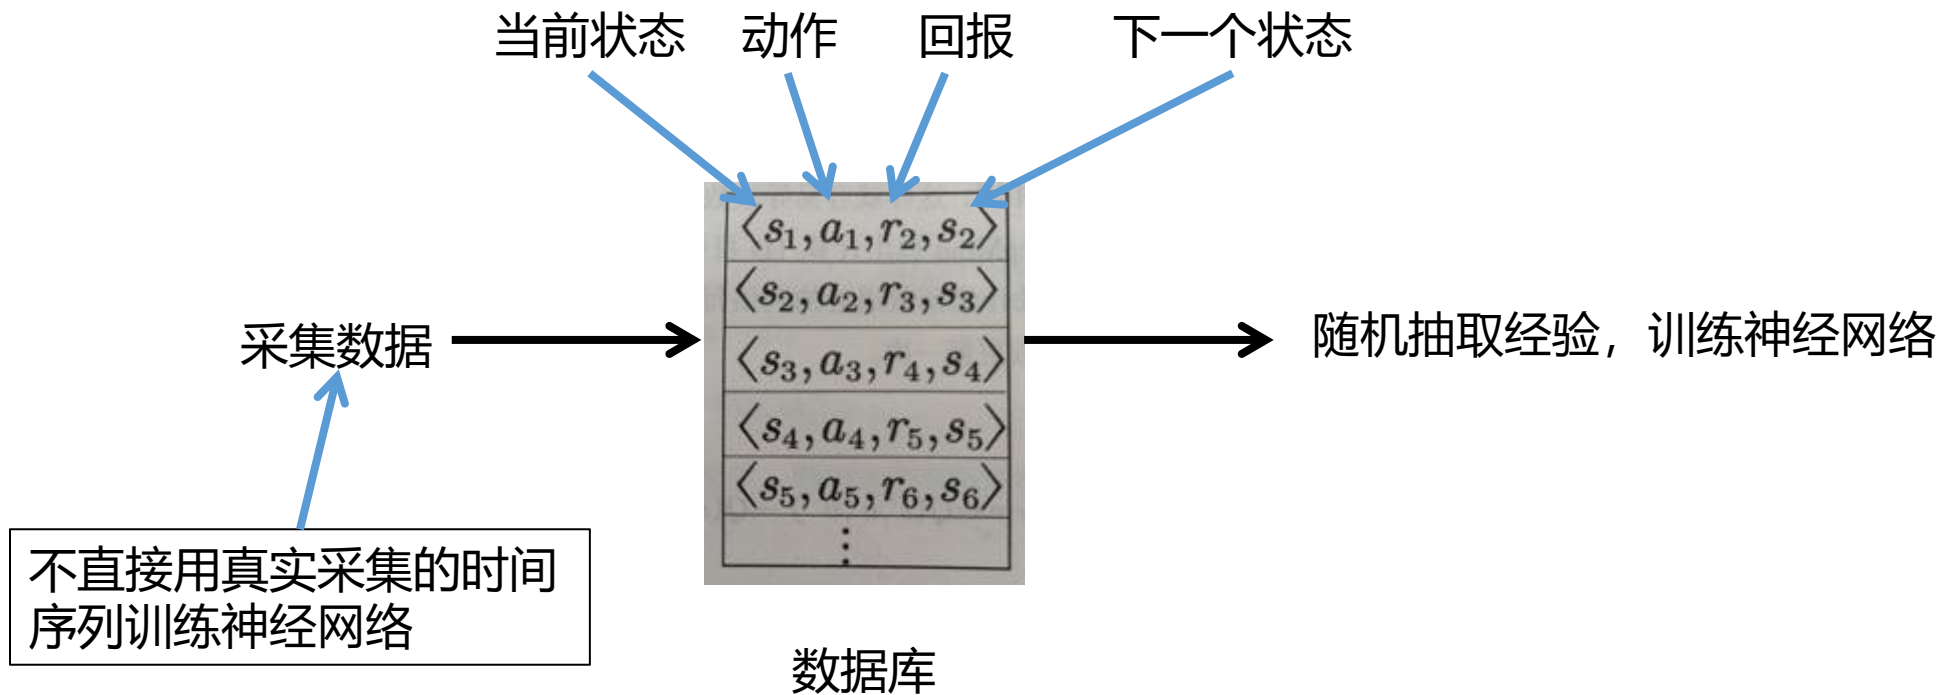 当前状态 动作 回报 下一个状态
⟨s₁, a₁, r₂, s₂⟩
⟨s₂, a₂, r₃, s₃⟩
⟨s₃, a₃, r₄, s₄⟩
⟨s₄, a₄, r₅, s₅⟩
⟨s₅, a₅, r₆, s₆⟩
⋮
采集数据
随机抽取经验，训练神经网络
不直接用真实采集的时间
序列训练神经网络
数据库